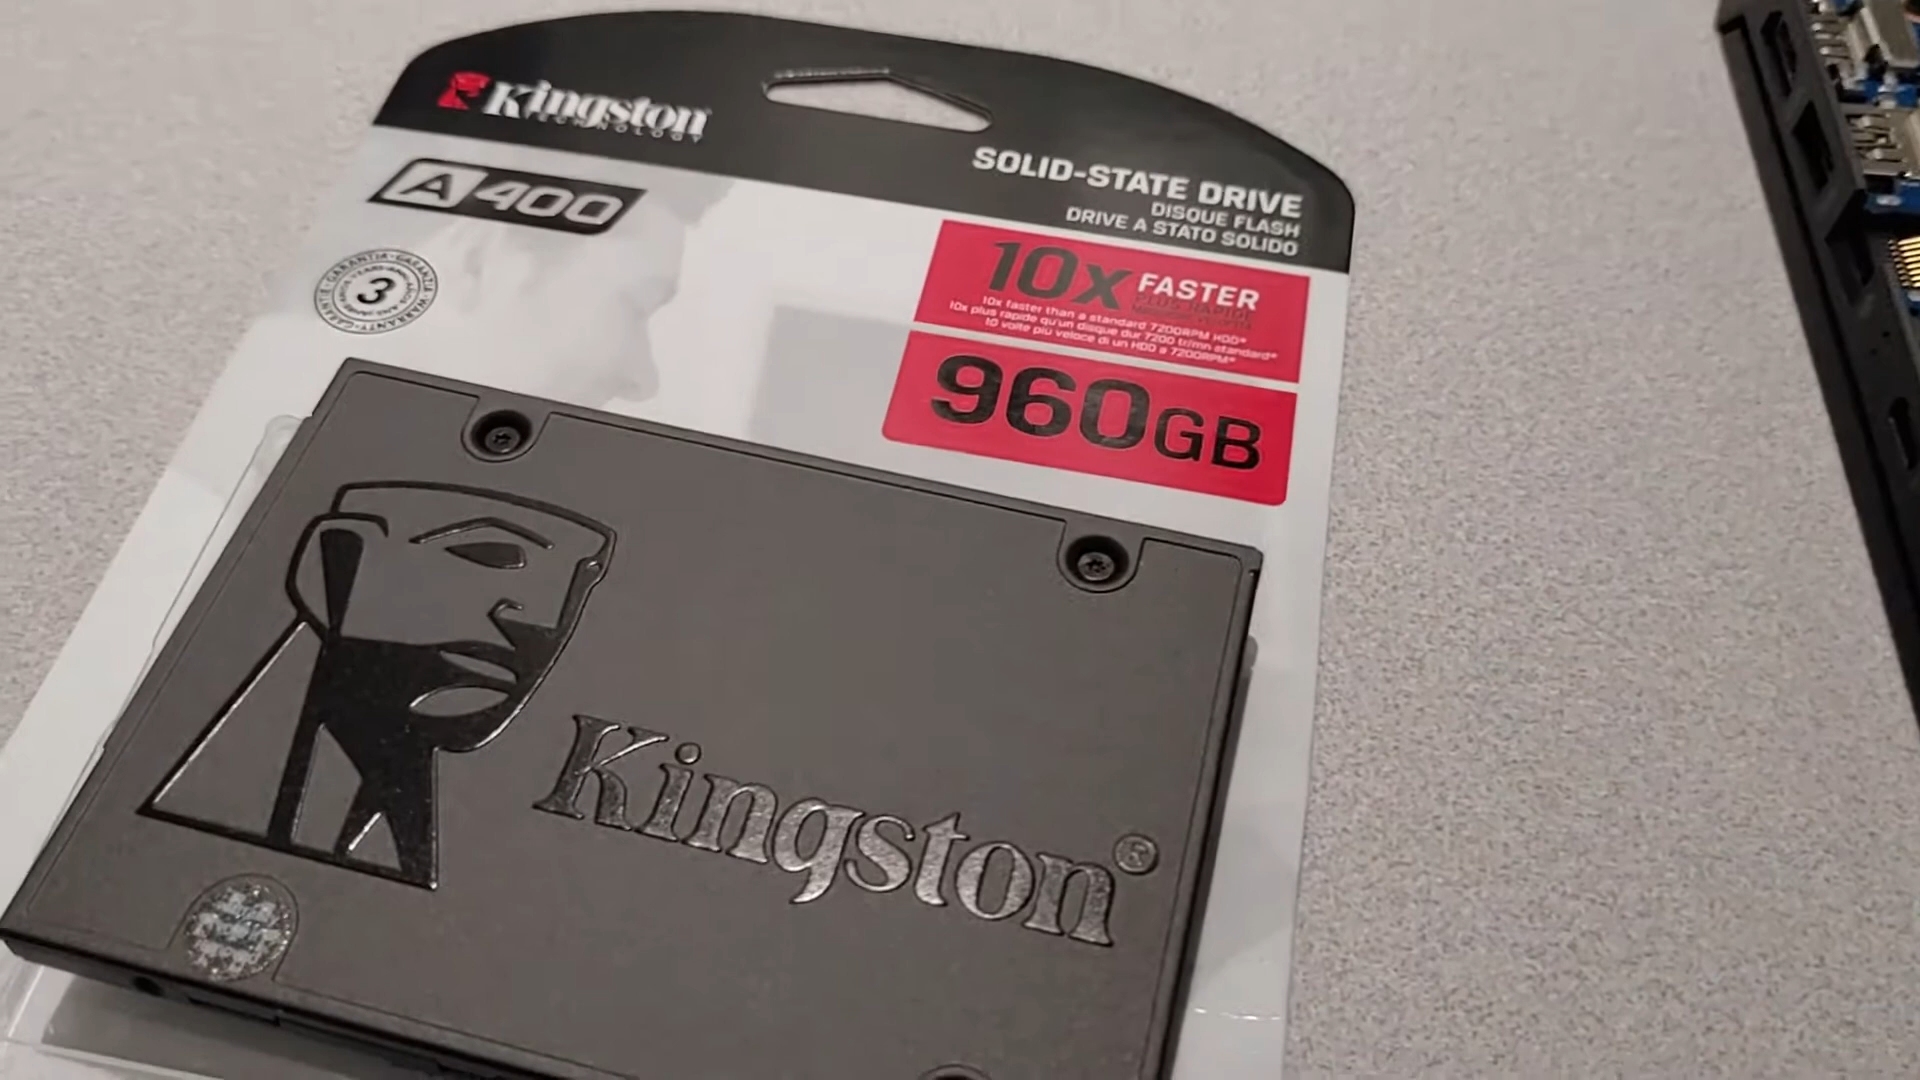 Kingston
TECHNOLOGY
A400
SOLID-STATE DRIVE
DISQUE FLASH
DRIVE A STATO SOLIDO
3
10x FASTER
PLUS RAPIDE
10x faster than a standard 7200RPM HDD*
10x plus rapide qu'un disque dur 7200 tr/mn standard*
10 volte più veloce di un HDD a 7200RPM*
960GB
Kingston®